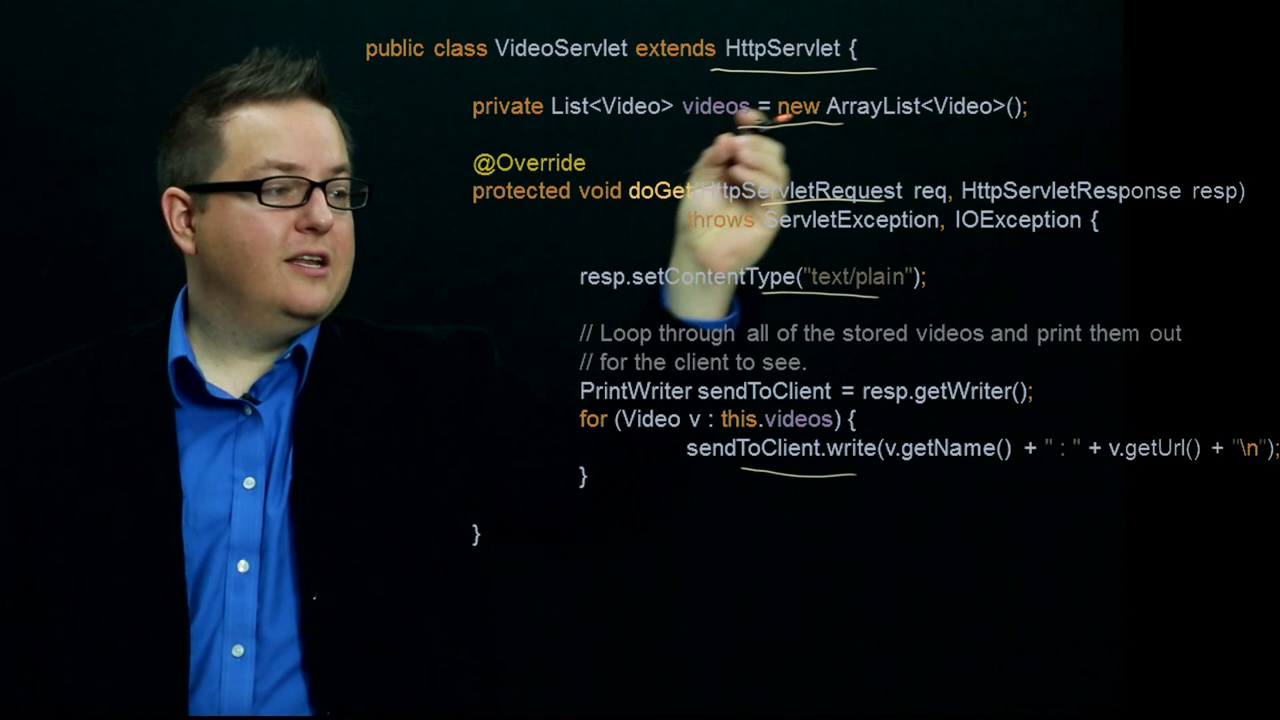 public class VideoServlet extends HttpServlet {
private List<Video> videos = new ArrayList<Video>();
@Override
protected void doGet(HttpServletRequest req, HttpServletResponse resp)
throws ServletException, IOException {
resp.setContentType("text/plain");
// Loop through all of the stored videos and print them out
// for the client to see.
PrintWriter sendToClient = resp.getWriter();
for (Video v : this.videos) {
sendToClient.write(v.getName() + " : " + v.getUrl() + "\n");
}
}